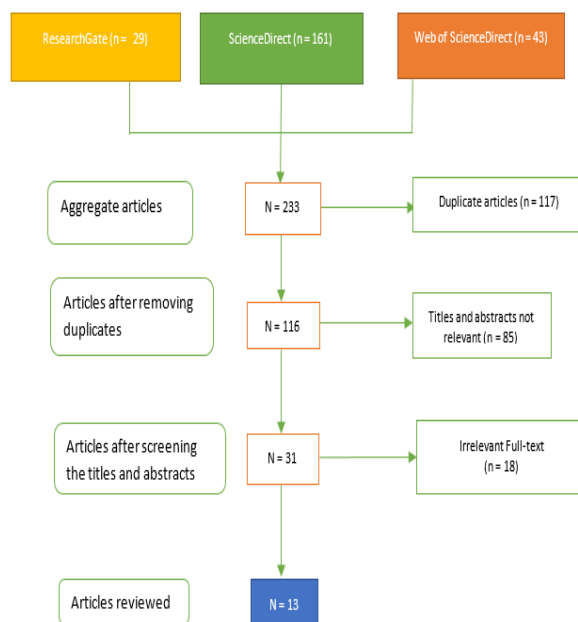 ResearchGate (n = 29)
ScienceDirect (n = 161)
Web of ScienceDirect (n = 43)
Aggregate articles
N = 233
Duplicate articles (n = 117)
Articles after removing
duplicates
N = 116
Titles and abstracts not
relevant (n = 85)
Articles after screening
the titles and abstracts
N = 31
Irrelevant Full-text
(n = 18)
Articles reviewed
N = 13